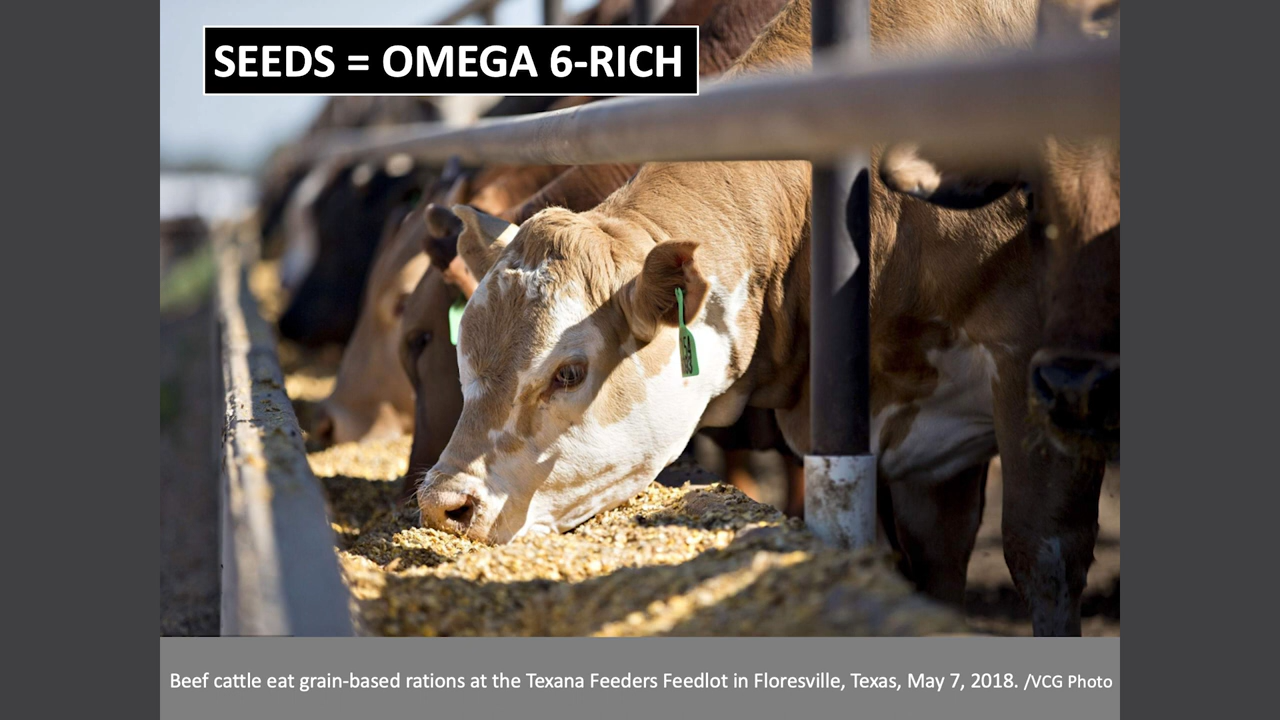 SEEDS = OMEGA 6-RICH
Beef cattle eat grain-based rations at the Texana Feeders Feedlot in Floresville, Texas, May 7, 2018. /VCG Photo